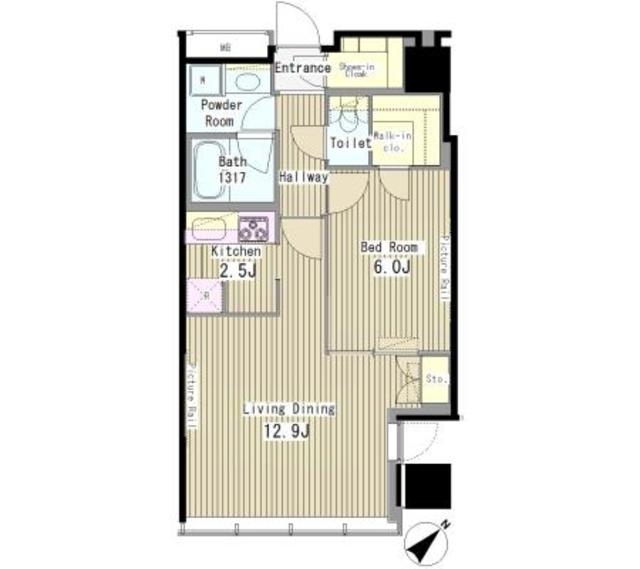 MB
Entrance
Shoes-in
Cloak
W
Powder
Room
Toilet
Walk-in
clo.
Bath
1317
Hallway
Kitchen
2.5J
Bed Room
6.0J
Picture Rail
R
Picture Rail
Sto.
Living Dining
12.9J
N